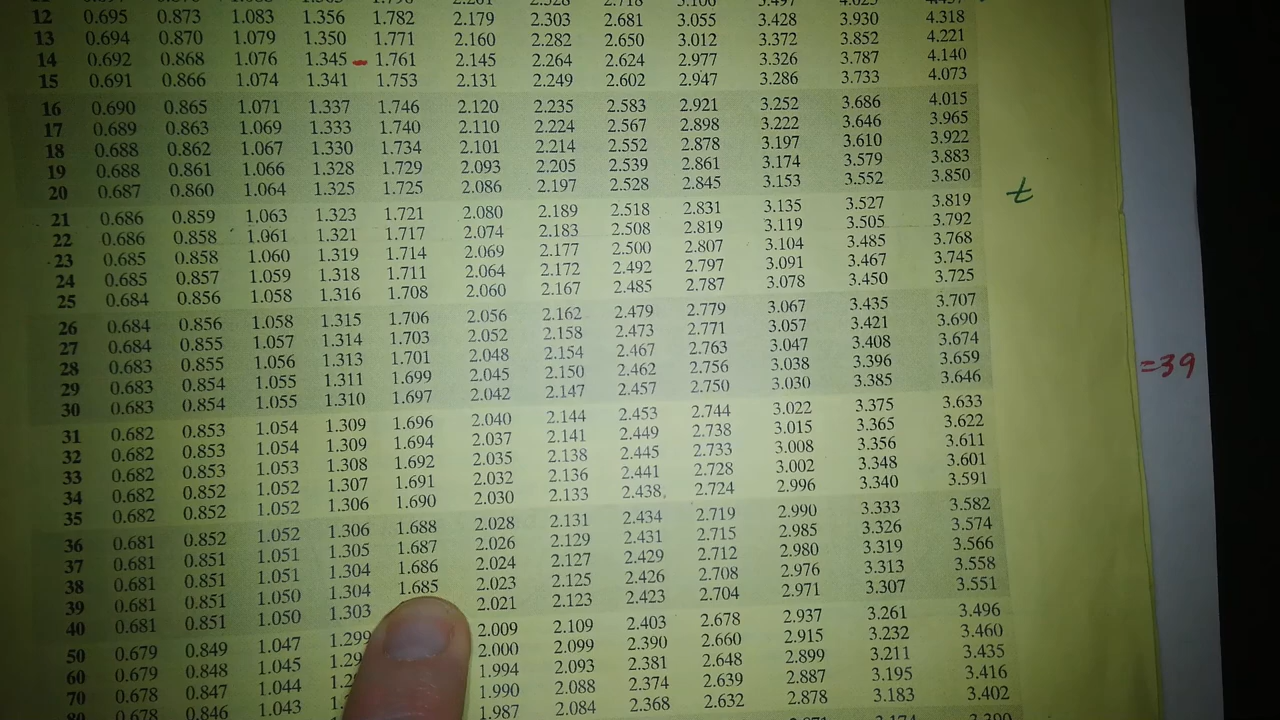 12 0.695 0.873 1.083 1.356 1.782 2.179 2.303 2.681 3.055 3.428 3.930 4.318
13 0.694 0.870 1.079 1.350 1.771 2.160 2.282 2.650 3.012 3.372 3.852 4.221
14 0.692 0.868 1.076 1.345 1.761 2.145 2.264 2.624 2.977 3.326 3.787 4.140
15 0.691 0.866 1.074 1.341 1.753 2.131 2.249 2.602 2.947 3.286 3.733 4.073
16 0.690 0.865 1.071 1.337 1.746 2.120 2.235 2.583 2.921 3.252 3.686 4.015
17 0.689 0.863 1.069 1.333 1.740 2.110 2.224 2.567 2.898 3.222 3.646 3.965
18 0.688 0.862 1.067 1.330 1.734 2.101 2.214 2.552 2.878 3.197 3.610 3.922
19 0.688 0.861 1.066 1.328 1.729 2.093 2.205 2.539 2.861 3.174 3.579 3.883
20 0.687 0.860 1.064 1.325 1.725 2.086 2.197 2.528 2.845 3.153 3.552 3.850
t
21 0.686 0.859 1.063 1.323 1.721 2.080 2.189 2.518 2.831 3.135 3.527 3.819
22 0.686 0.858 1.061 1.321 1.717 2.074 2.183 2.508 2.819 3.119 3.505 3.792
23 0.685 0.858 1.060 1.319 1.714 2.069 2.177 2.500 2.807 3.104 3.485 3.768
24 0.685 0.857 1.059 1.318 1.711 2.064 2.172 2.492 2.797 3.091 3.467 3.745
25 0.684 0.856 1.058 1.316 1.708 2.060 2.167 2.485 2.787 3.078 3.450 3.725
26 0.684 0.856 1.058 1.315 1.706 2.056 2.162 2.479 2.779 3.067 3.435 3.707
27 0.684 0.855 1.057 1.314 1.703 2.052 2.158 2.473 2.771 3.057 3.421 3.690
28 0.683 0.855 1.056 1.313 1.701 2.048 2.154 2.467 2.763 3.047 3.408 3.674
29 0.683 0.854 1.055 1.311 1.699 2.045 2.150 2.462 2.756 3.038 3.396 3.659
30 0.683 0.854 1.055 1.310 1.697 2.042 2.147 2.457 2.750 3.030 3.385 3.646
=39
31 0.682 0.853 1.054 1.309 1.696 2.040 2.144 2.453 2.744 3.022 3.375 3.633
32 0.682 0.853 1.054 1.309 1.694 2.037 2.141 2.449 2.738 3.015 3.365 3.622
33 0.682 0.853 1.053 1.308 1.692 2.035 2.138 2.445 2.733 3.008 3.356 3.611
34 0.682 0.852 1.052 1.307 1.691 2.032 2.136 2.441 2.728 3.002 3.348 3.601
35 0.682 0.852 1.052 1.306 1.690 2.030 2.133 2.438 2.724 2.996 3.340 3.591
36 0.681 0.852 1.052 1.306 1.688 2.028 2.131 2.434 2.719 2.990 3.333 3.582
37 0.681 0.851 1.051 1.305 1.687 2.026 2.129 2.431 2.715 2.985 3.326 3.574
38 0.681 0.851 1.051 1.304 1.686 2.024 2.127 2.429 2.712 2.980 3.319 3.566
39 0.681 0.851 1.050 1.304 1.685 2.023 2.125 2.426 2.708 2.976 3.313 3.558
40 0.681 0.851 1.050 1.303 2.021 2.123 2.423 2.704 2.971 3.307 3.551
50 0.679 0.849 1.047 1.299 2.009 2.109 2.403 2.678 2.937 3.261 3.496
60 0.679 0.848 1.045 2.000 2.099 2.390 2.660 2.915 3.232 3.460
70 0.678 0.847 1.044 1.994 2.093 2.381 2.648 2.899 3.211 3.435
80 0.678 0.846 1.043 1.990 2.088 2.374 2.639 2.887 3.195 3.416
1.987 2.084 2.368 2.632 2.878 3.183 3.402